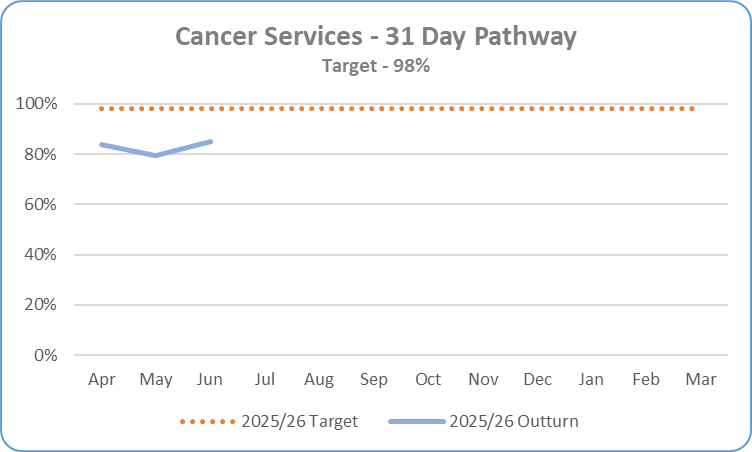 Cancer Services - 31 Day Pathway
Target - 98%
100%
80%
60%
40%
20%
0%
Apr May Jun Jul Aug Sep Oct Nov Dec Jan Feb Mar
2025/26 Target 2025/26 Outturn